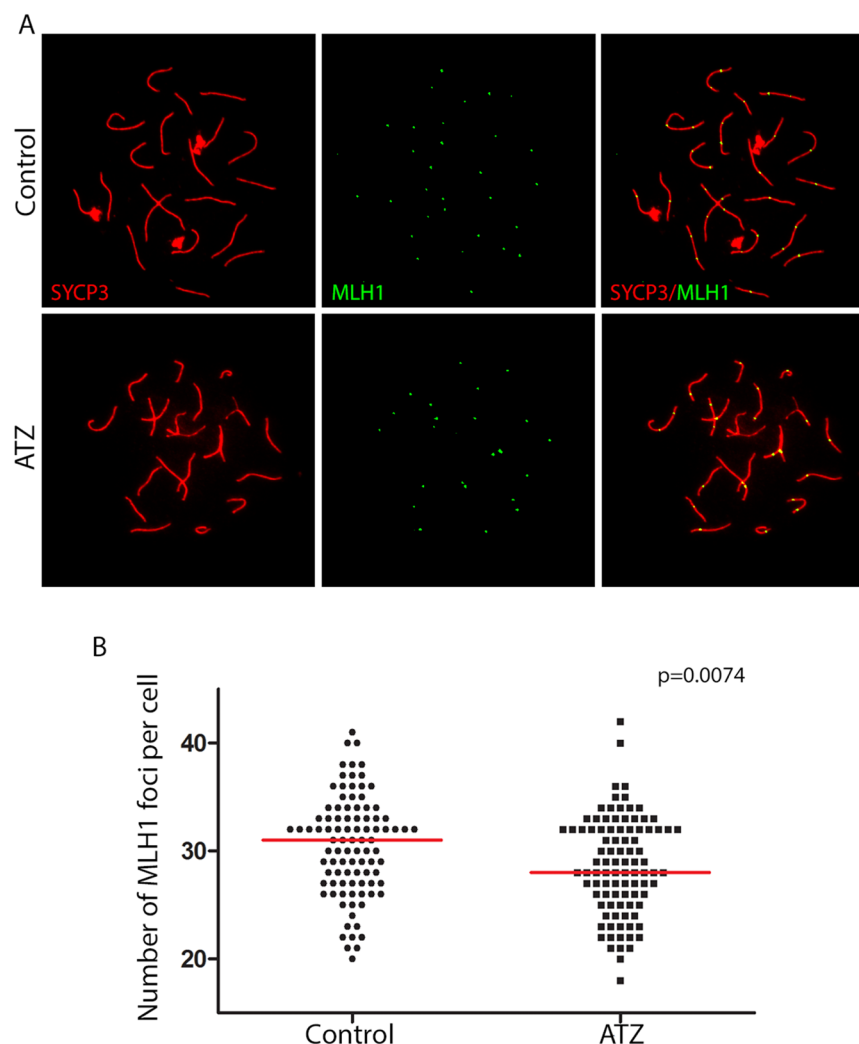 A
Control
SYCP3
MLH1
SYCP3/MLH1
ATZ
B
p=0.0074
Number of MLH1 foci per cell
40
30
20
Control
ATZ